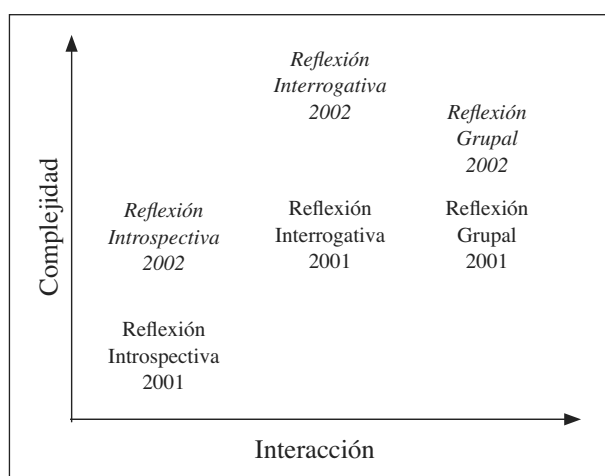 Reflexión
Interrogativa
2002
Reflexión
Grupal
2002
Reflexión
Introspectiva
2002
Reflexión
Interrogativa
2001
Reflexión
Grupal
2001
Reflexión
Introspectiva
2001
Complejidad
Interacción